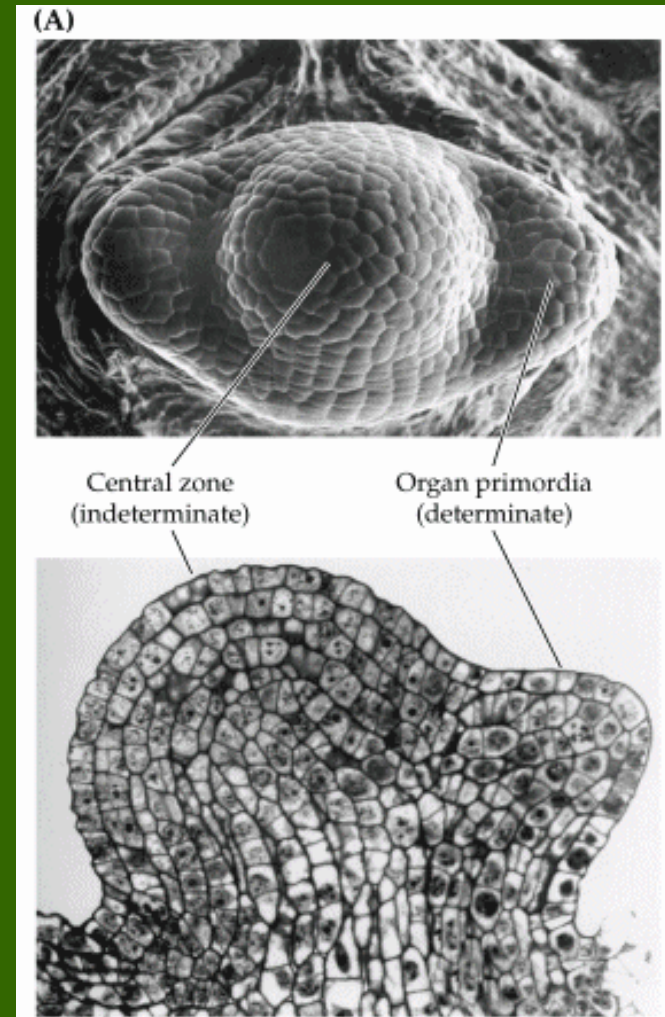 (A)
Central zone
(indeterminate)
Organ primordia
(determinate)